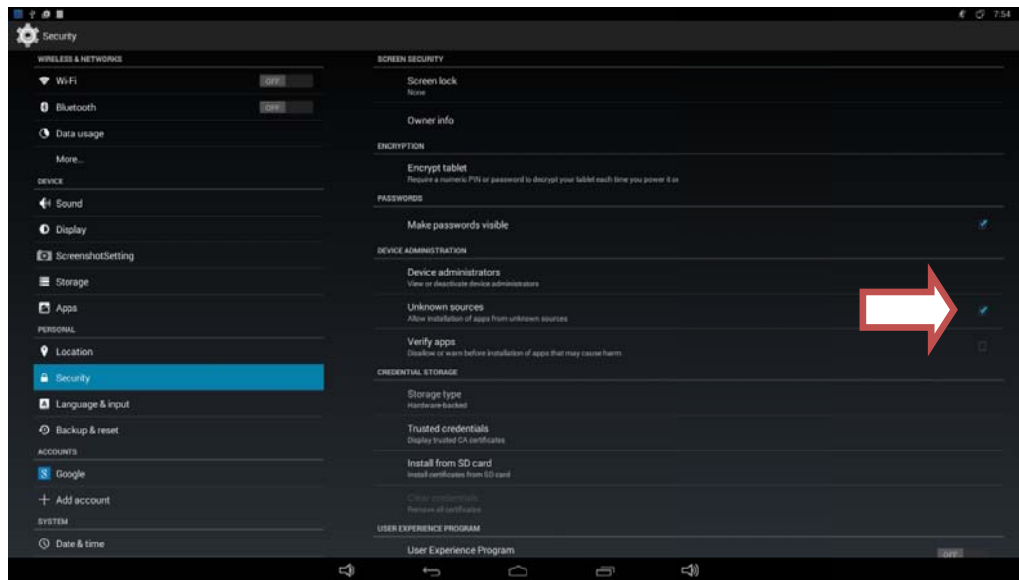 7:54
Security
WIRELESS & NETWORKS
Wi-Fi OFF
Bluetooth OFF
Data usage
More...
DEVICE
Sound
Display
ScreenshotSetting
Storage
Apps
PERSONAL
Location
Security
Language & input
Backup & reset
ACCOUNTS
Google
Add account
SYSTEM
Date & time
SCREEN SECURITY
Screen lock
None
Owner info
ENCRYPTION
Encrypt tablet
Require a numeric PIN or password to decrypt your tablet each time you power it on
PASSWORDS
Make passwords visible
DEVICE ADMINISTRATION
Device administrators
View or deactivate device administrators
Unknown sources
Allow installation of apps from unknown sources
Verify apps
Disallow or warn before installation of apps that may cause harm
CREDENTIAL STORAGE
Storage type
Hardware-backed
Trusted credentials
Display trusted CA certificates
Install from SD card
Install certificates from SD card
Clear credentials
Remove all certificates
USER EXPERIENCE PROGRAM
User Experience Program OFF